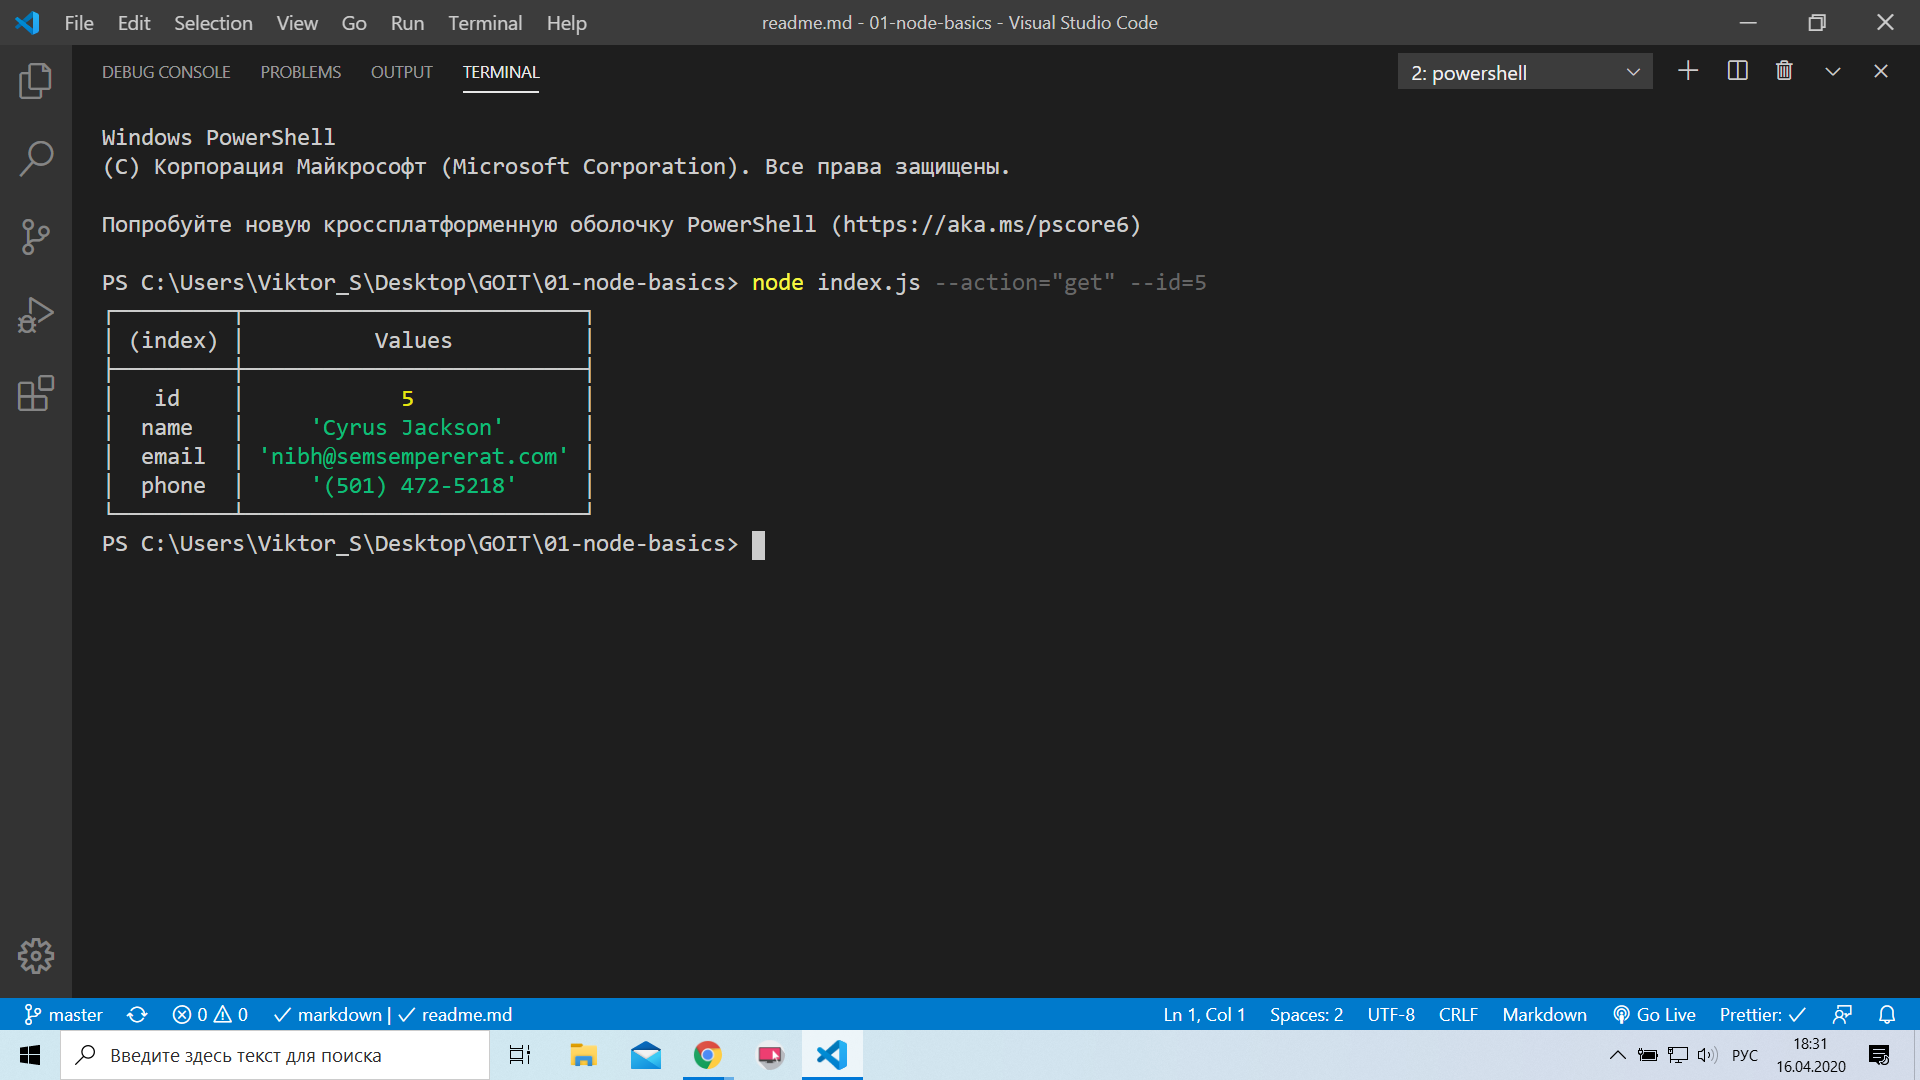 File Edit Selection View Go Run Terminal Help readme.md - 01-node-basics - Visual Studio Code
DEBUG CONSOLE PROBLEMS OUTPUT TERMINAL 2: powershell
Windows PowerShell
(C) Корпорация Майкрософт (Microsoft Corporation). Все права защищены.
Попробуйте новую кроссплатформенную оболочку PowerShell (https://aka.ms/pscore6)
PS C:\Users\Viktor_S\Desktop\GOIT\01-node-basics> node index.js --action="get" --id=5
(index) Values
id 5
name 'Cyrus Jackson'
email 'nibh@semsempererat.com'
phone '(501) 472-5218'
PS C:\Users\Viktor_S\Desktop\GOIT\01-node-basics>
master 0 0 markdown | readme.md Ln 1, Col 1 Spaces: 2 UTF-8 CRLF Markdown Go Live Prettier:
Введите здесь текст для поиска РУС 18:31
16.04.2020